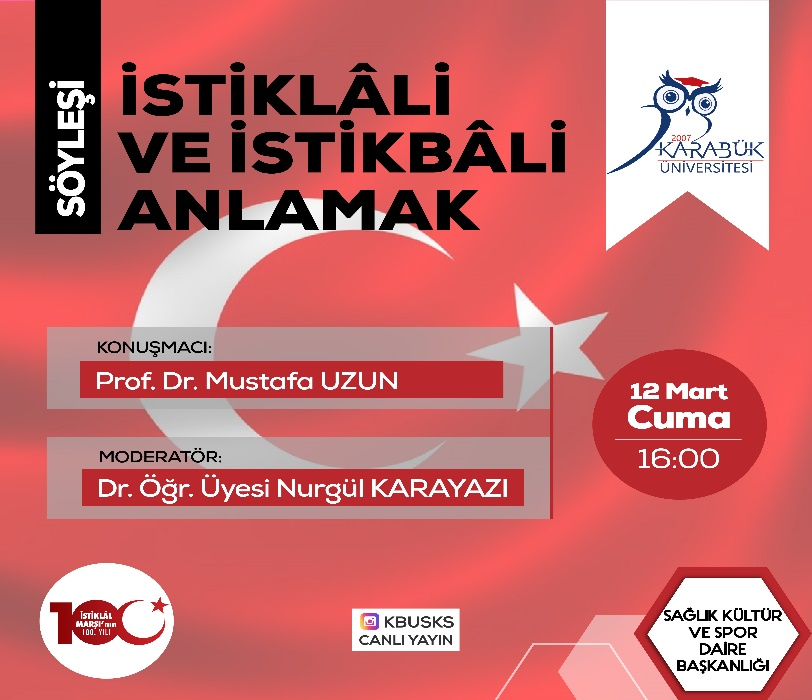 SÖYLEŞİ
İSTİKLÂLİ
VE İSTİKBÂLİ
ANLAMAK
2007
KARABÜK
ÜNİVERSİTESİ
KONUŞMACI:
Prof. Dr. Mustafa UZUN
MODERATÖR:
Dr. Öğr. Üyesi Nurgül KARAYAZI
12 Mart
Cuma
16:00
100
İSTİKLÂL
MARŞI'nın
100. YILI
KBUSKS
CANLI YAYIN
SAĞLIK KÜLTÜR
VE SPOR
DAİRE
BAŞKANLIĞI